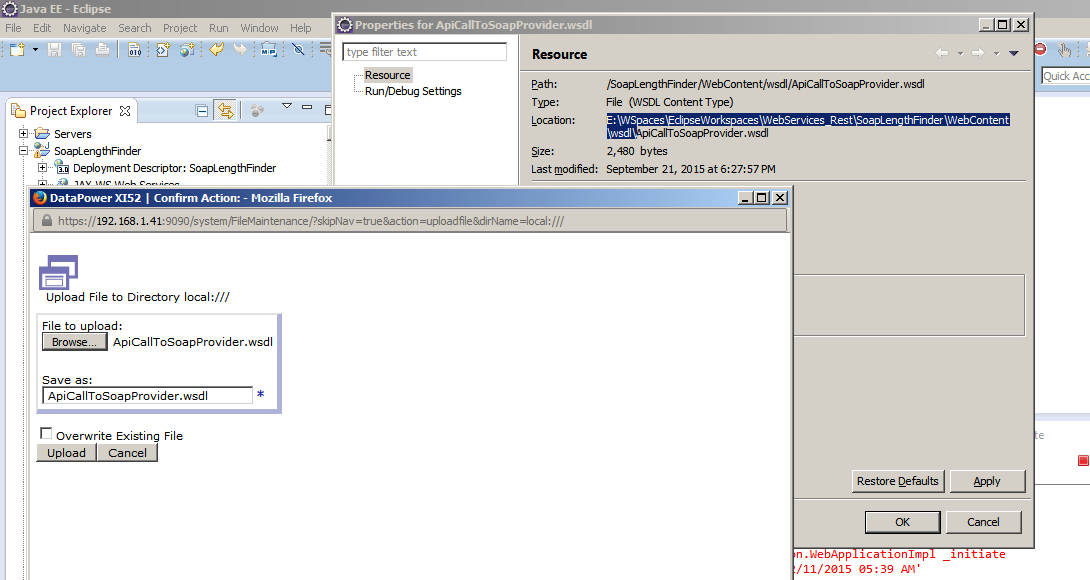 Java EE - Eclipse
File Edit Navigate Search Project Run Window Help
Quick Acc
Project Explorer
Servers
SoapLengthFinder
Deployment Descriptor: SoapLengthFinder
JAX-WS Web Services
Properties for ApiCallToSoapProvider.wsdl
type filter text
Resource
Run/Debug Settings
Resource
Path: /SoapLengthFinder/WebContent/wsdl/ApiCallToSoapProvider.wsdl
Type: File (WSDL Content Type)
Location: E:\WSpaces\EclipseWorkspaces\WebServices_Rest\SoapLengthFinder\WebContent
\wsdl\ApiCallToSoapProvider.wsdl
Size: 2,480 bytes
Last modified: September 21, 2015 at 6:27:57 PM
Restore Defaults Apply
OK Cancel
DataPower XI52 | Confirm Action: - Mozilla Firefox
https://192.168.1.41:9090/system/FileMaintenance/?skipNav=true&action=uploadfile&dirName=local:///
Upload File to Directory local:///
File to upload:
Browse... ApiCallToSoapProvider.wsdl
Save as:
ApiCallToSoapProvider.wsdl *
Overwrite Existing File
Upload Cancel
te
on.WebApplicationImpl _initiate
2/11/2015 05:39 AM'